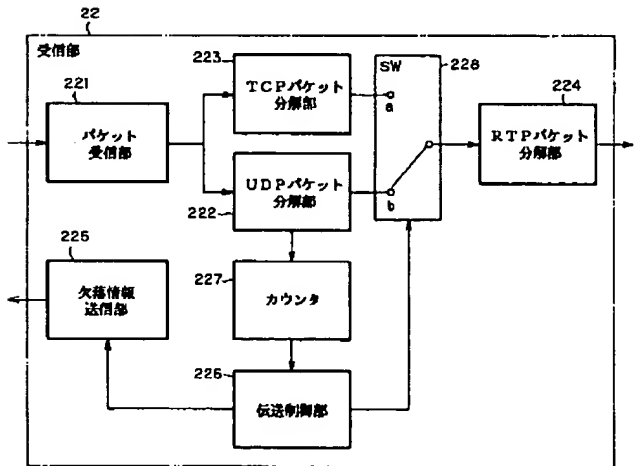 22
受信部
221
パケット
受信部
223
TCPパケット
分解部
SW
a
b
228
224
RTPパケット
分解部
UDPパケット
分解部
222
225
欠落情報
送信部
227
カウンタ
226
伝送制御部